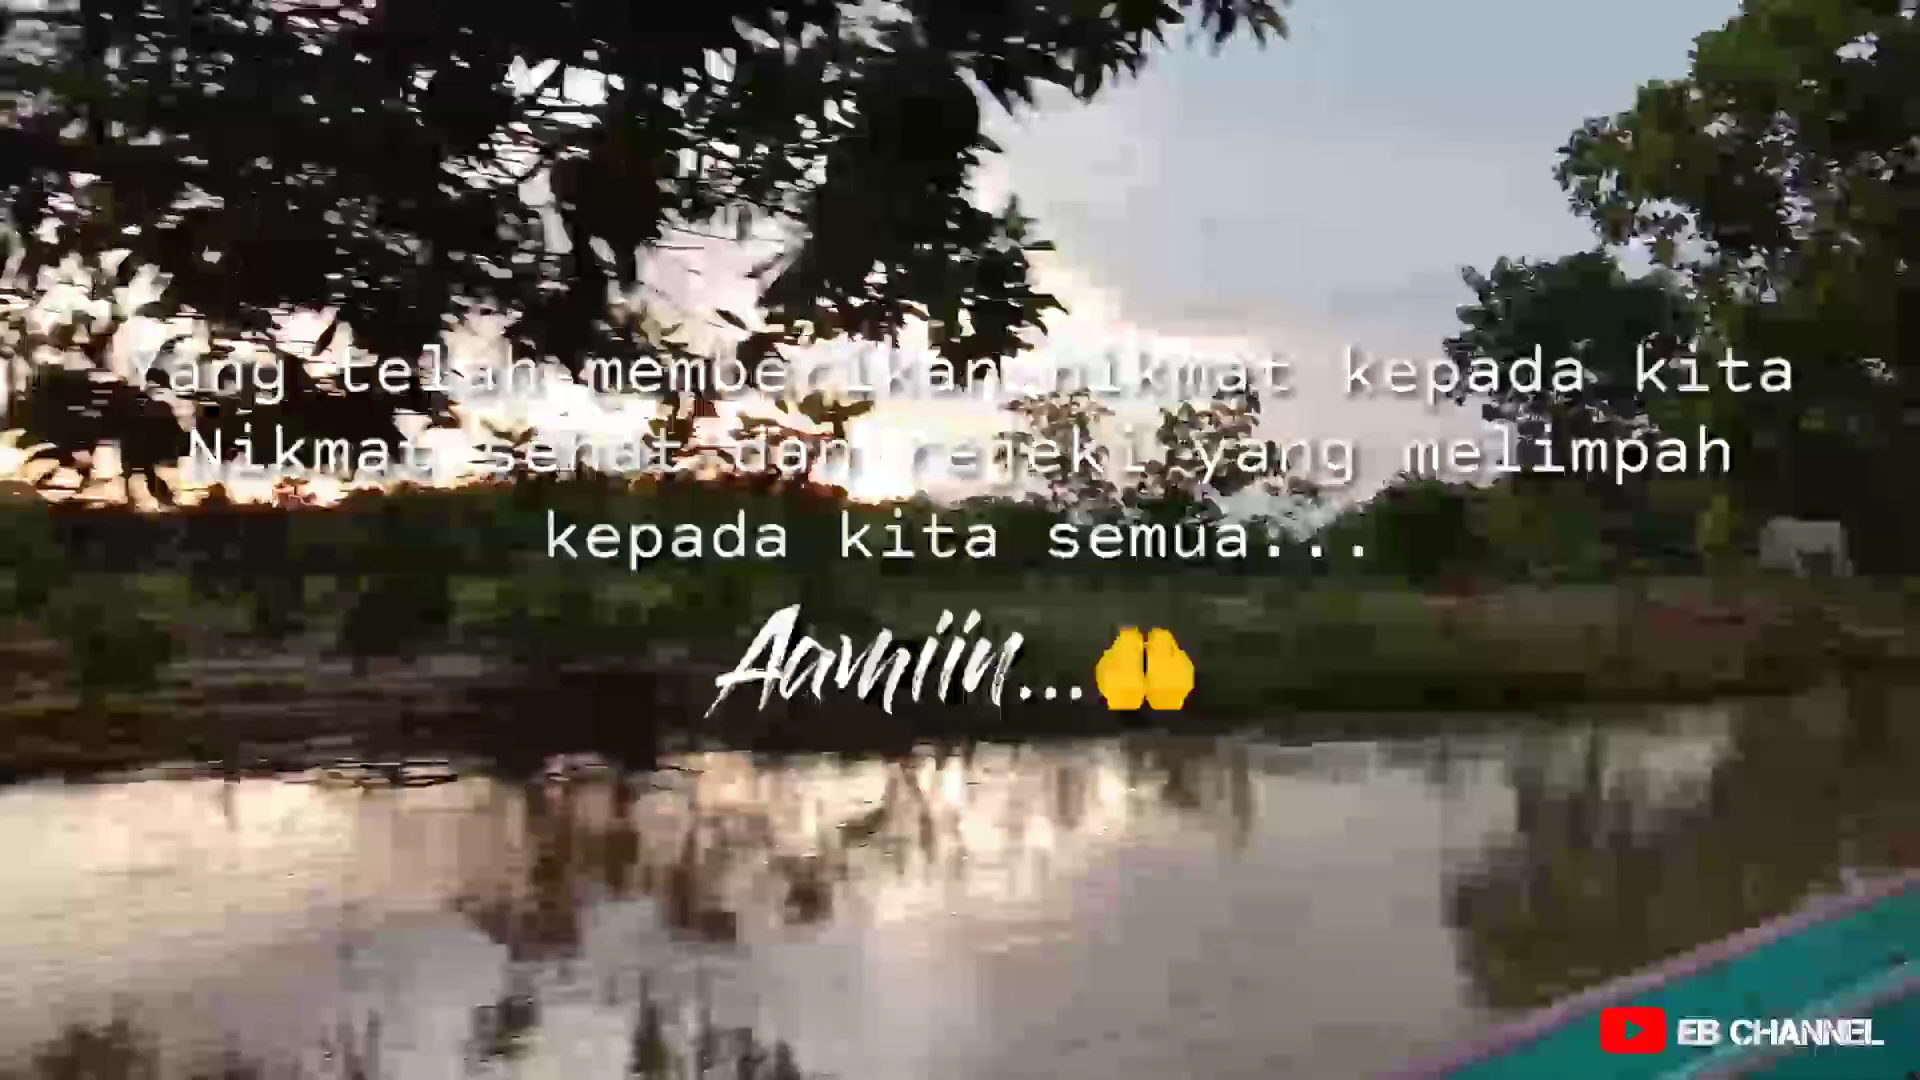 Yang telah memberikan nikmat kepada kita
Nikmat sehat dan rejeki yang melimpah
kepada kita semua...
Aamiin...🤲
EB CHANNEL